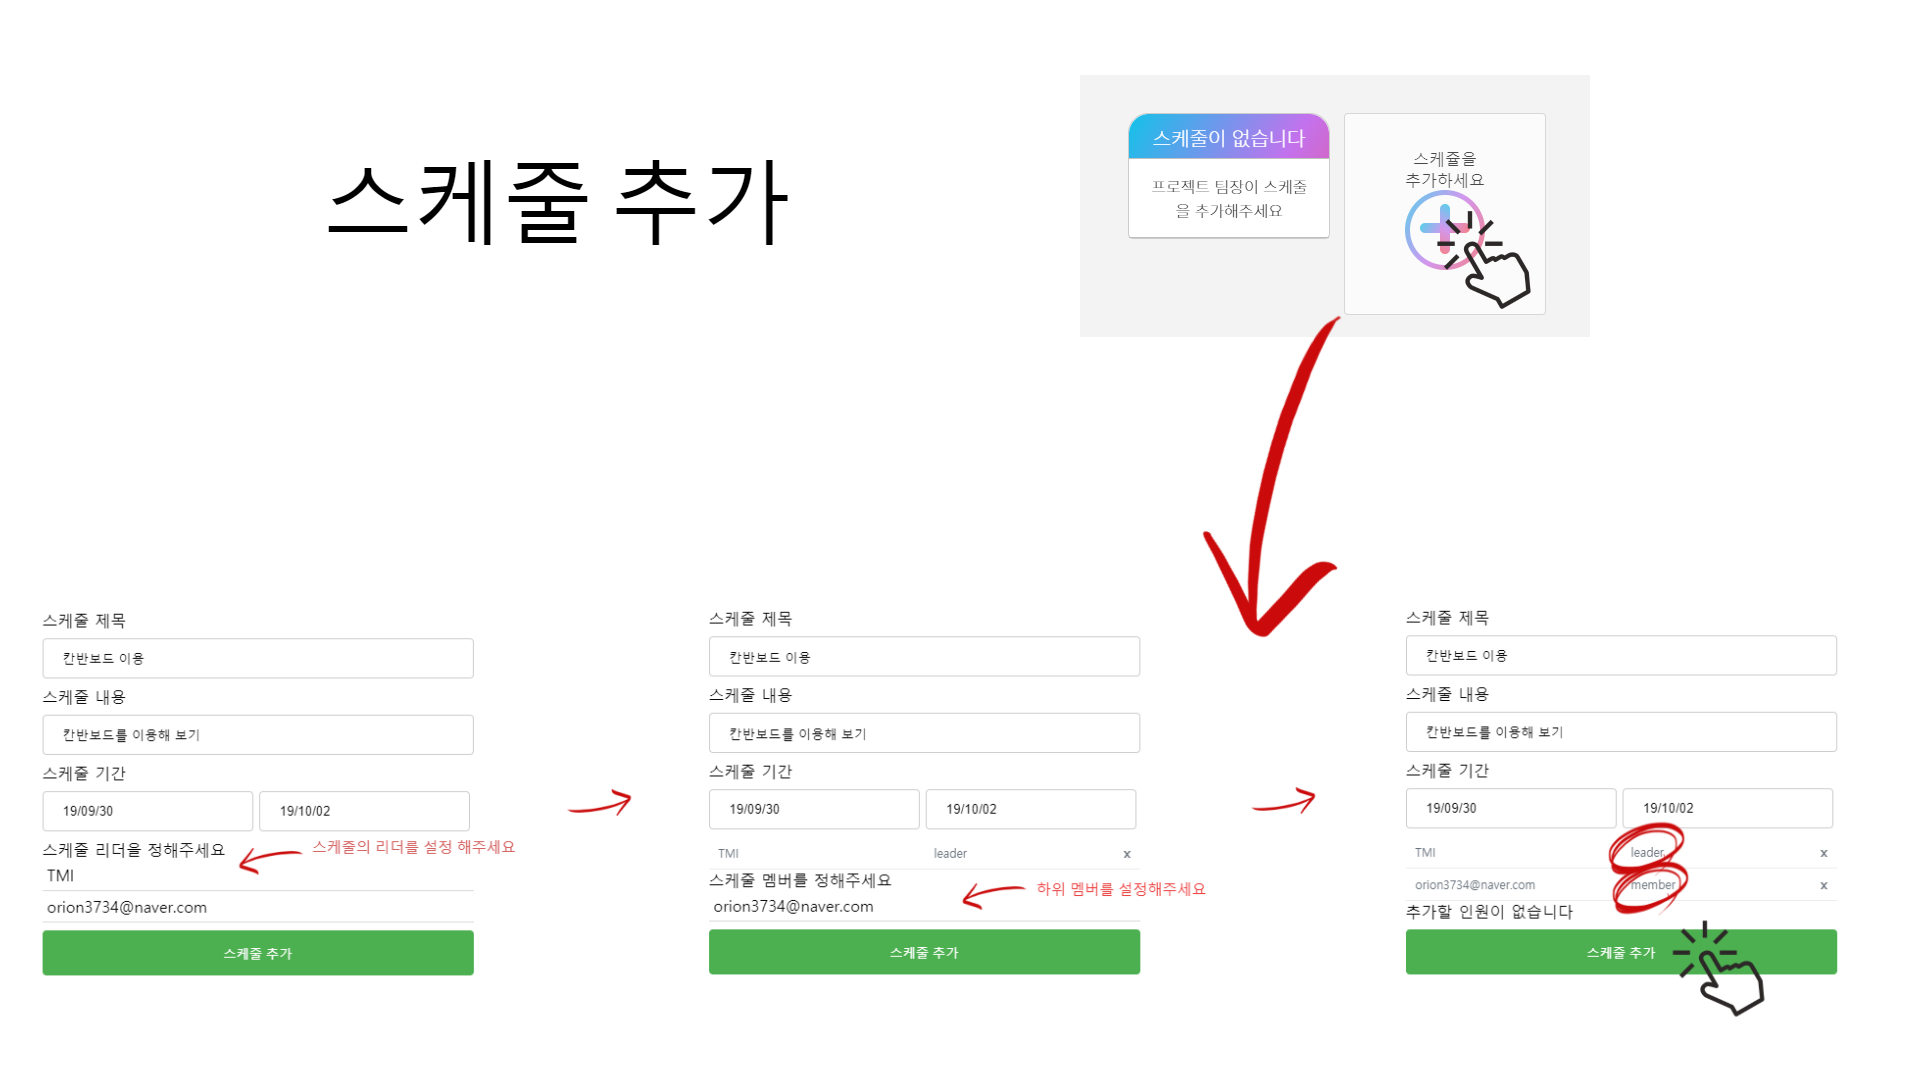 스케줄 추가
스케줄이 없습니다
프로젝트 팀장이 스케줄
을 추가해주세요
스케쥴을
추가하세요
스케줄 제목
칸반보드 이용
스케줄 내용
칸반보드를 이용해 보기
스케줄 기간
19/09/30 19/10/02
스케줄 리더을 정해주세요
스케줄의 리더를 설정 해주세요
TMI
orion3734@naver.com
스케줄 추가
스케줄 제목
칸반보드 이용
스케줄 내용
칸반보드를 이용해 보기
스케줄 기간
19/09/30 19/10/02
TMI leader x
스케줄 멤버를 정해주세요
하위 멤버를 설정해주세요
orion3734@naver.com
스케줄 추가
스케줄 제목
칸반보드 이용
스케줄 내용
칸반보드를 이용해 보기
스케줄 기간
19/09/30 19/10/02
TMI leader x
orion3734@naver.com member x
추가할 인원이 없습니다
스케줄 추가